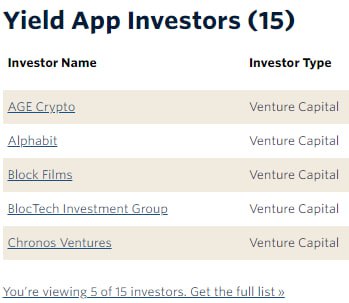 Yield App Investors (15)
Investor Name Investor Type
AGE Crypto Venture Capital
Alphabit Venture Capital
Block Films Venture Capital
BlocTech Investment Group Venture Capital
Chronos Ventures Venture Capital
You're viewing 5 of 15 investors. Get the full list »